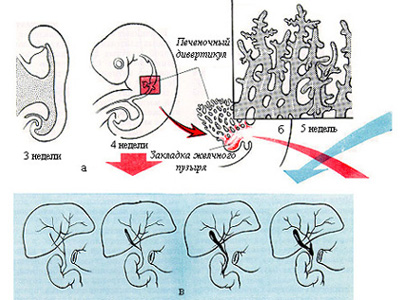 Печеночный
дивертикул
3 недели
4 недели
б
5 недель
а
Закладка желчного
пузыря
в